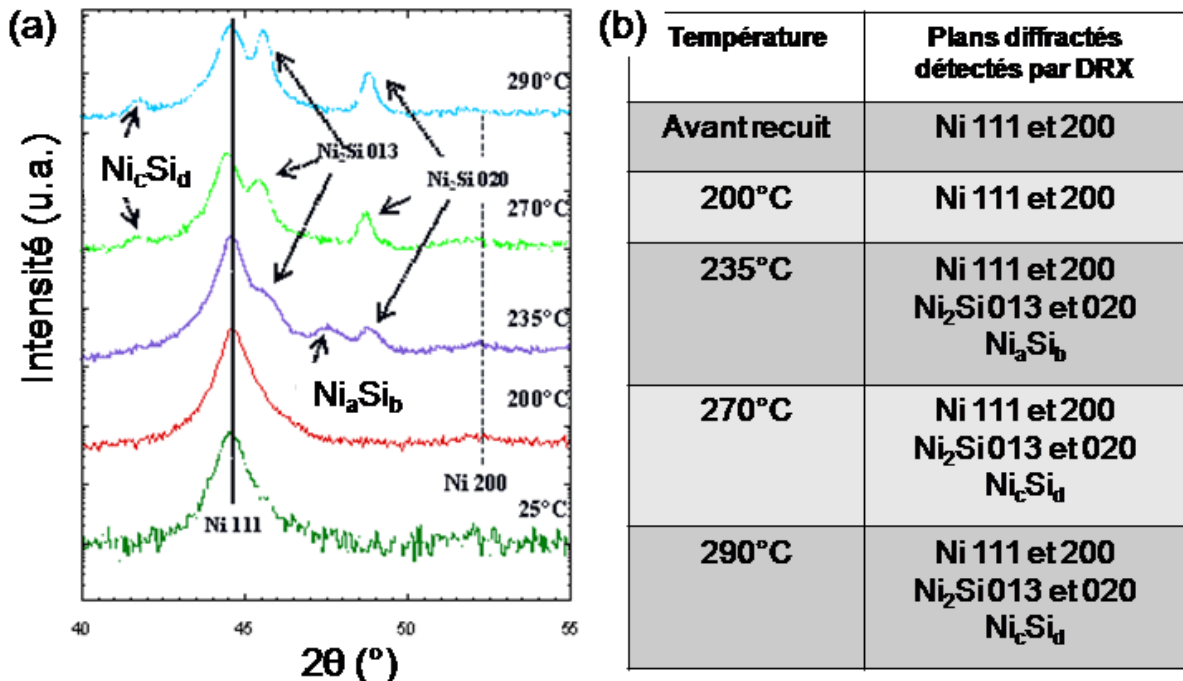 (a)
290°C
Ni₂Si 013
NicSid
Ni₂Si 020
270°C
235°C
NiaSib
200°C
Ni 200
25°C
Ni 111
Intensité (u.a.)
40 45 50 55
2θ (°)
(b)
Température
Plans diffractés
détectés par DRX
Avant recuit
Ni 111 et 200
200°C
Ni 111 et 200
235°C
Ni 111 et 200
Ni₂Si 013 et 020
NiaSib
270°C
Ni 111 et 200
Ni₂Si 013 et 020
NicSid
290°C
Ni 111 et 200
Ni₂Si 013 et 020
NicSid